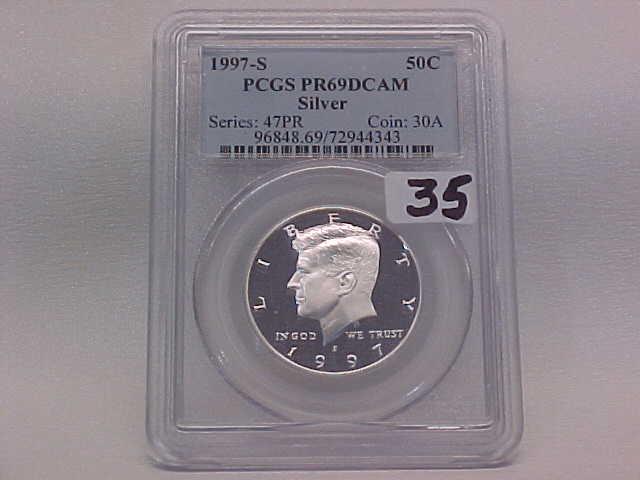 1997-S 50C
PCGS PR69DCAM
Silver
Series: 47PR Coin: 30A
96848.69/72944343
35
LIBERTY
IN GOD WE TRUST
S
1997